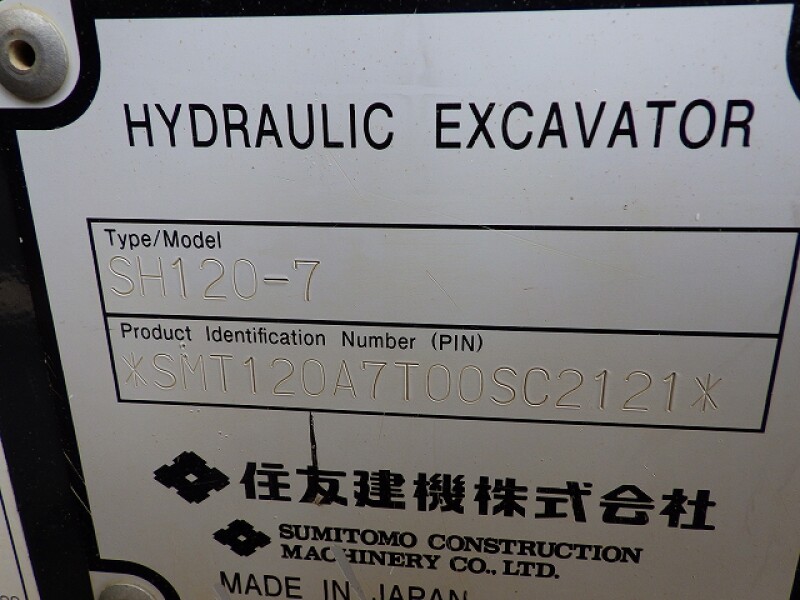 HYDRAULIC EXCAVATOR
Type/Model
SH120-7
Product Identification Number (PIN)
*SMT120A7T00SC2121*
住友建機株式会社
SUMITOMO CONSTRUCTION
MACHINERY CO., LTD.
MADE IN JAPAN